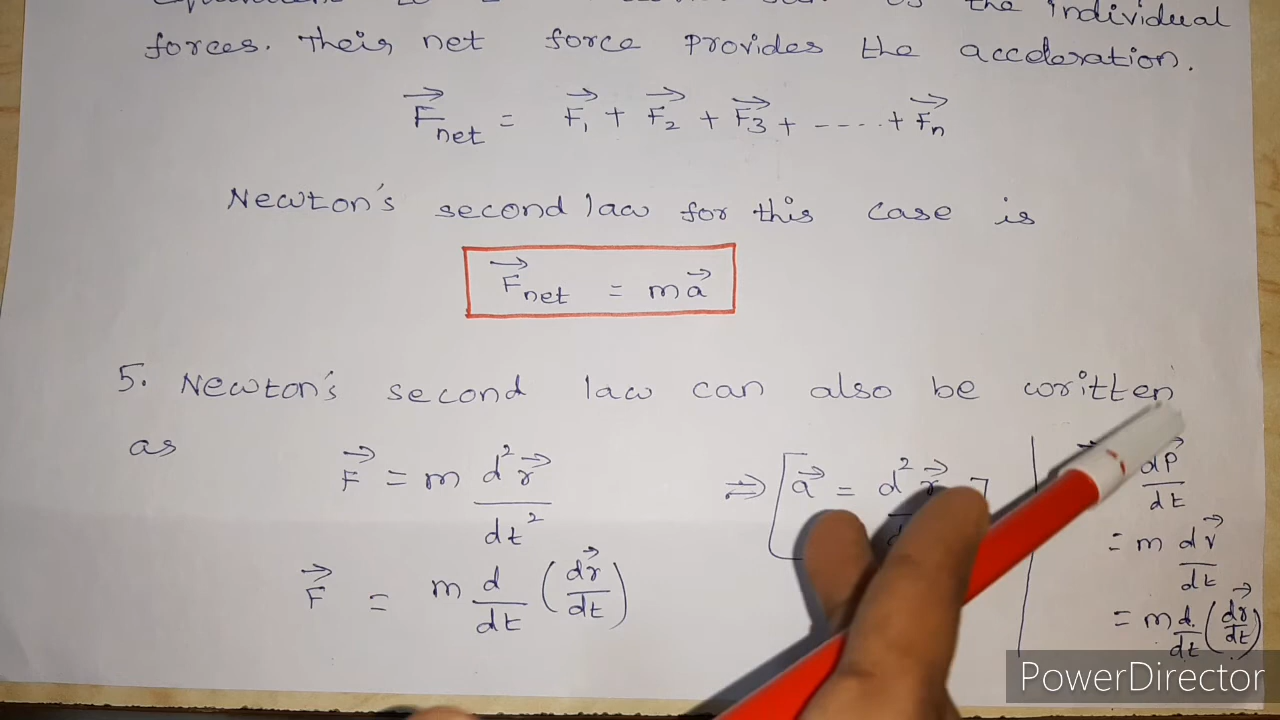 the individual
forces. Their net force provides the acceleration.
F⃗net = F⃗1 + F⃗2 + F⃗3 + ----- + F⃗n
Newton's second law for this case is
F⃗net = ma⃗
5. Newton's second law can also be written
as
F⃗ = m d²r⃗/dt²
⇒ [a⃗ = d²r⃗
dP⃗/dt
= m dv⃗/dt
F⃗ = m d/dt (dr⃗/dt)
= m d/dt (dr⃗/dt)
PowerDirector